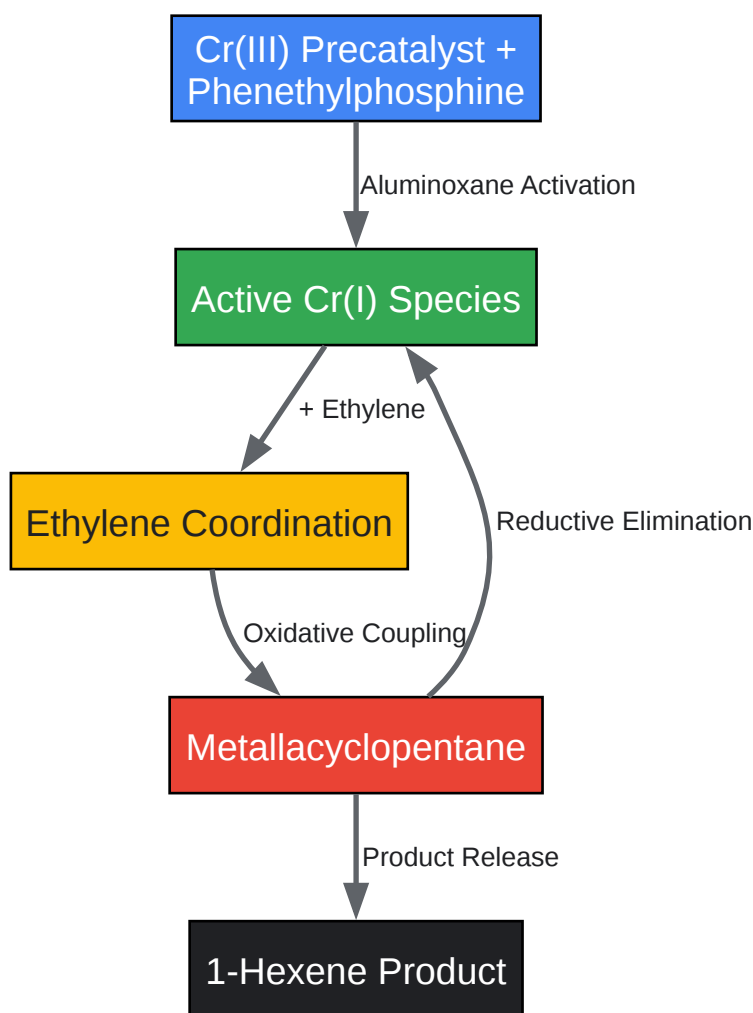 Cr(III) Precatalyst +
Phenethylphosphine
Aluminoxane Activation
Active Cr(I) Species
+ Ethylene
Ethylene Coordination
Reductive Elimination
Oxidative Coupling
Metallacyclopentane
Product Release
1-Hexene Product